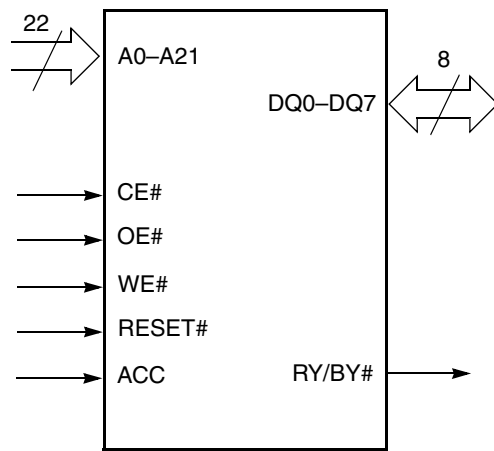 22
A0–A21
8
DQ0–DQ7
CE#
OE#
WE#
RESET#
ACC
RY/BY#